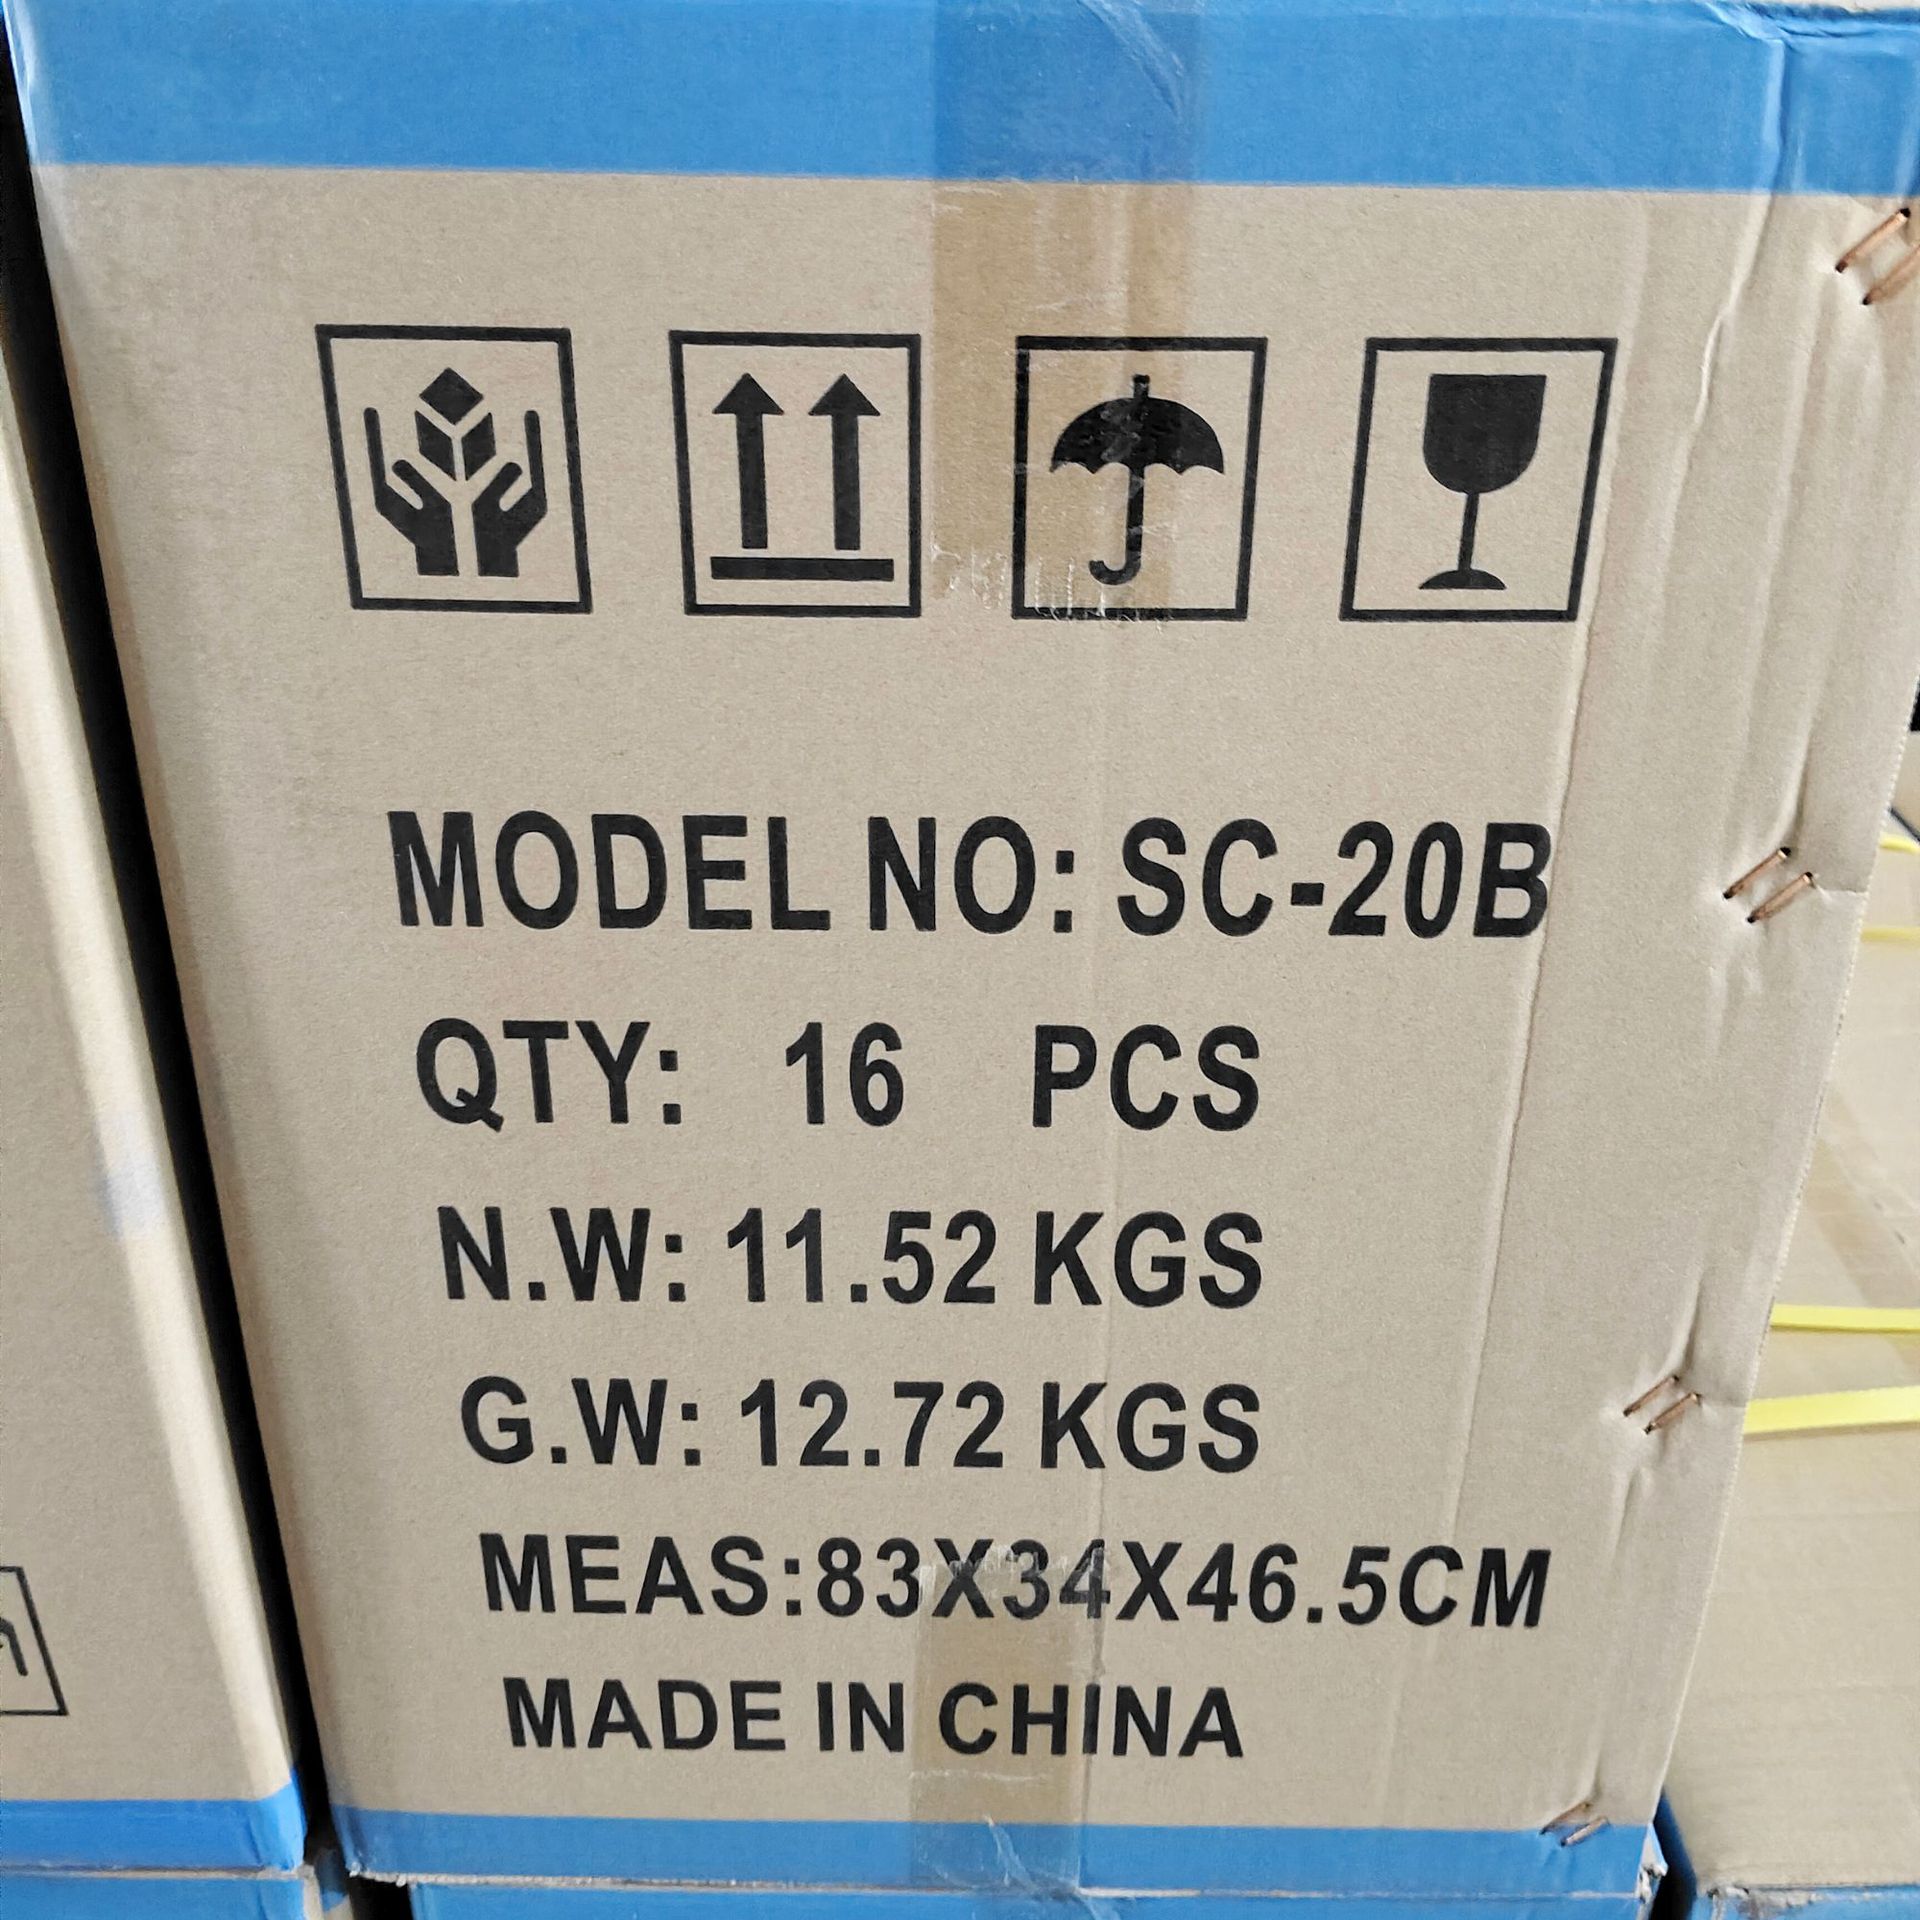 MODEL NO: SC-20B
QTY: 16 PCS
N.W: 11.52 KGS
G.W: 12.72 KGS
MEAS:83X34X46.5CM
MADE IN CHINA